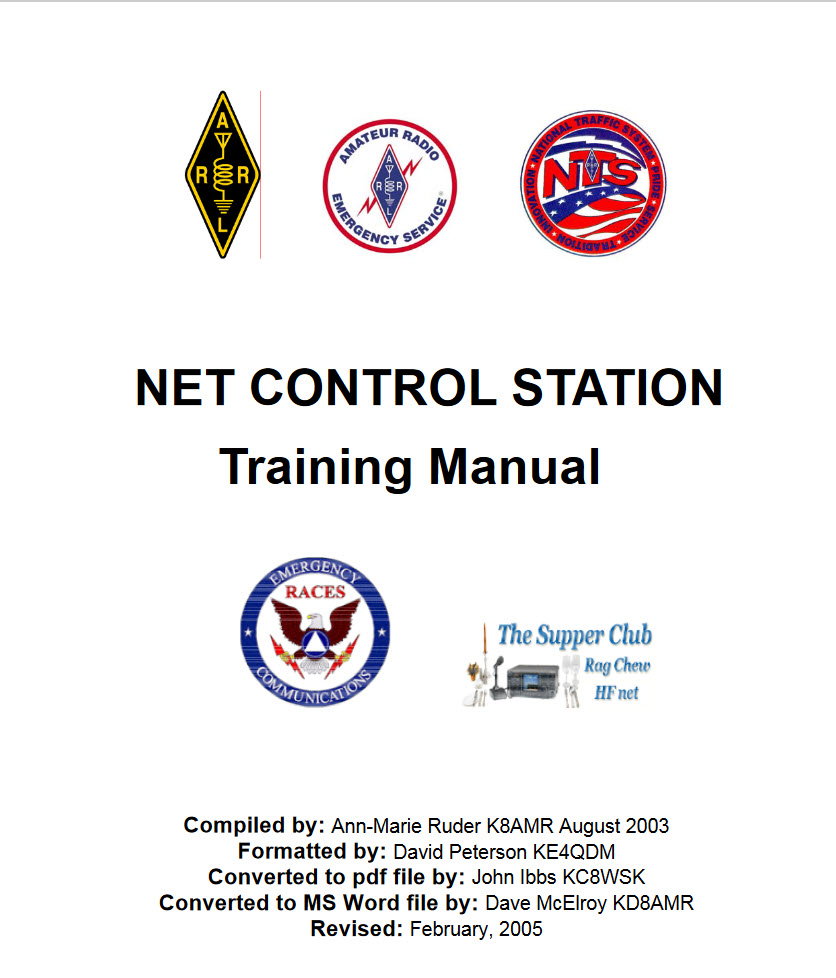 A
R R
L
AMATEUR RADIO
A
R R
L
EMERGENCY SERVICE®
NATIONAL TRAFFIC SYSTEM
NTS
INNOVATION ★ TRADITION ★ SERVICE ★ PRIDE
NET CONTROL STATION
Training Manual
EMERGENCY
RACES
COMMUNICATIONS
The Supper Club
Rag Chew
HF net
Compiled by: Ann-Marie Ruder K8AMR August 2003
Formatted by: David Peterson KE4QDM
Converted to pdf file by: John Ibbs KC8WSK
Converted to MS Word file by: Dave McElroy KD8AMR
Revised: February, 2005